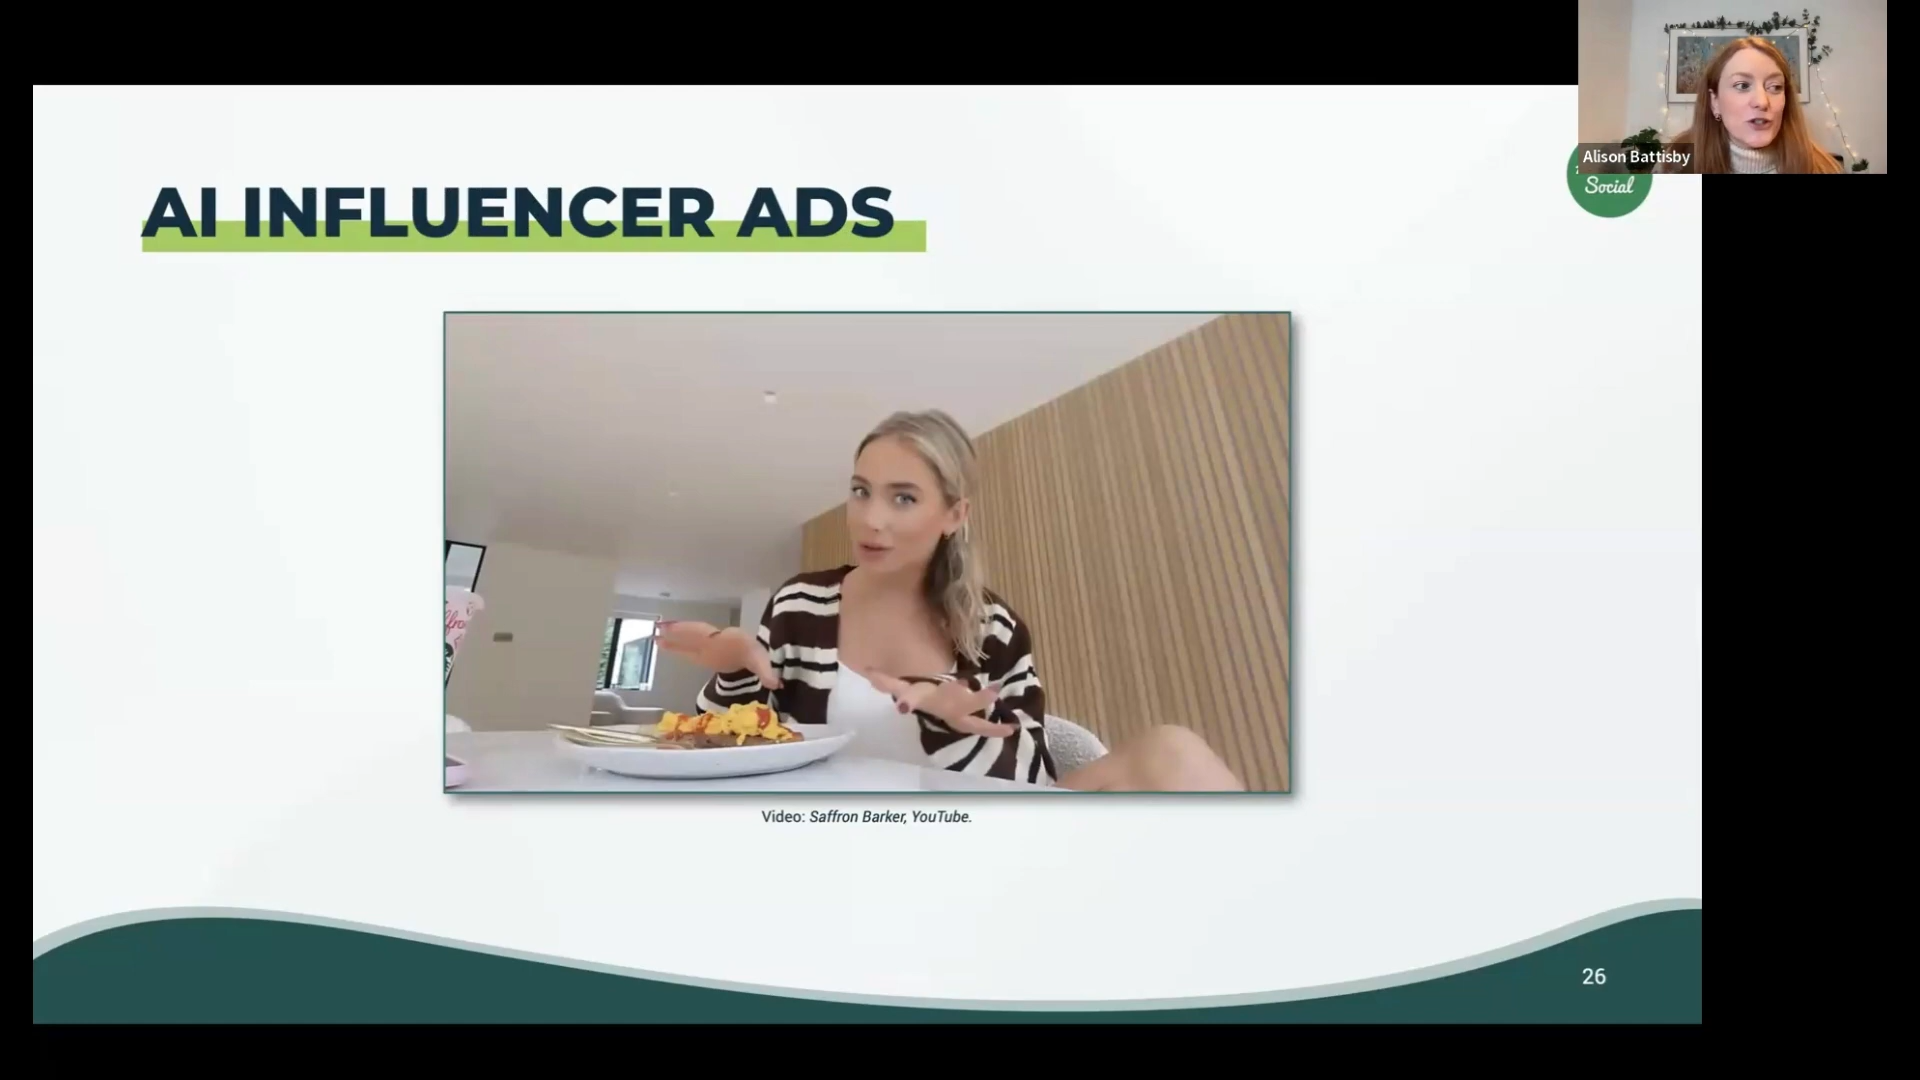 Alison Battisby
Social
AI INFLUENCER ADS
Video: Saffron Barker, YouTube.
26